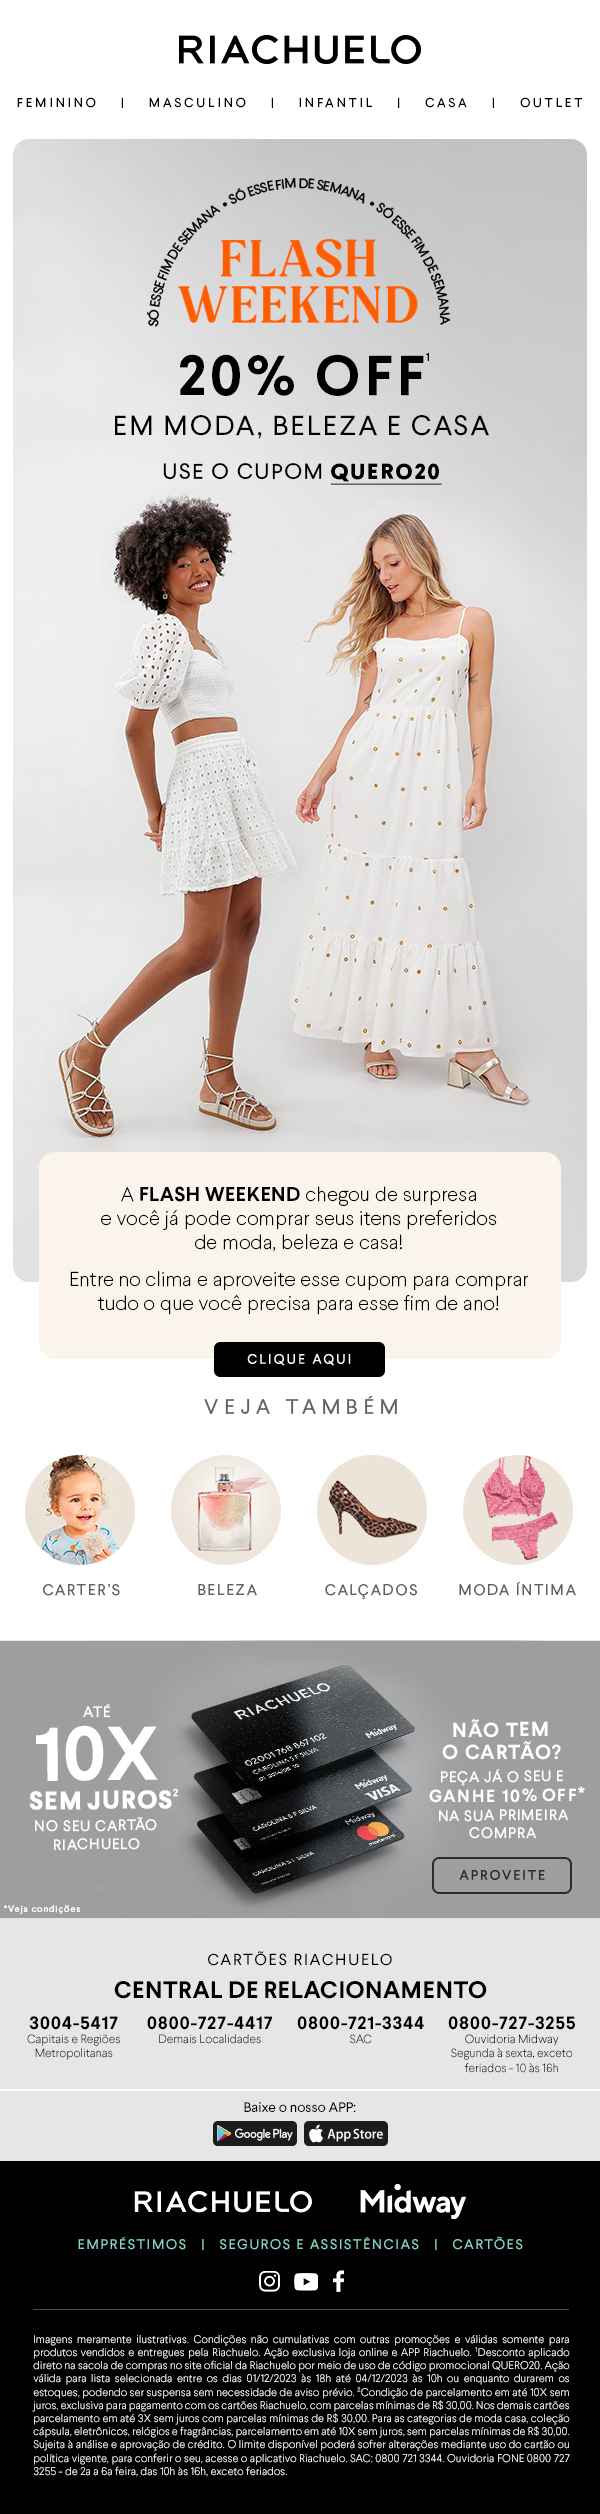 RIACHUELO
FEMININO | MASCULINO | INFANTIL | CASA | OUTLET
SÓ ESSE FIM DE SEMANA • SÓ ESSE FIM DE SEMANA • SÓ ESSE FIM DE SEMANA
FLASH
WEEKEND
20% OFF¹
EM MODA, BELEZA E CASA
USE O CUPOM QUERO20
A FLASH WEEKEND chegou de surpresa
e você já pode comprar seus itens preferidos
de moda, beleza e casa!
Entre no clima e aproveite esse cupom para comprar
tudo o que você precisa para esse fim de ano!
CLIQUE AQUI
VEJA TAMBÉM
CARTER'S
BELEZA
CALÇADOS
MODA ÍNTIMA
ATÉ
10X
SEM JUROS²
NO SEU CARTÃO
RIACHUELO
*Veja condições
RIACHUELO
Midway
02001 768 867 102
CAROLINA S F SILVA
Midway
VISA
CAROLINA S F SILVA
Midway
mastercard
CAROLINA S F SILVA
NÃO TEM
O CARTÃO?
PEÇA JÁ O SEU E
GANHE 10% OFF*
NA SUA PRIMEIRA
COMPRA
APROVEITE
CARTÕES RIACHUELO
CENTRAL DE RELACIONAMENTO
3004-5417
Capitais e Regiões
Metropolitanas
0800-727-4417
Demais Localidades
0800-721-3344
SAC
0800-727-3255
Ouvidoria Midway
Segunda à sexta, exceto
feriados - 10 às 16h
Baixe o nosso APP:
Google Play
App Store
RIACHUELO
Midway
EMPRÉSTIMOS | SEGUROS E ASSISTÊNCIAS | CARTÕES
Imagens meramente ilustrativas. Condições não cumulativas com outras promoções e válidas somente para
produtos vendidos e entregues pela Riachuelo. Ação exclusiva loja online e APP Riachuelo. ¹Desconto aplicado
direto na sacola de compras no site oficial da Riachuelo por meio de uso de código promocional QUERO20. Ação
válida para lista selecionada entre os dias 01/12/2023 às 18h até 04/12/2023 às 10h ou enquanto durarem os
estoques, podendo ser suspensa sem necessidade de aviso prévio. ²Condição de parcelamento em até 10X sem
juros, exclusiva para pagamento com os cartões Riachuelo, com parcelas mínimas de R$ 30,00. Nos demais cartões
parcelamento em até 3X sem juros com parcelas mínimas de R$ 30,00. Para as categorias de moda casa, coleção
cápsula, eletrônicos, relógios e fragrâncias, parcelamento em até 10X sem juros, sem parcelas mínimas de R$ 30,00.
Sujeita à análise e aprovação de crédito. O limite disponível poderá sofrer alterações mediante uso do cartão ou
política vigente, para conferir o seu, acesse o aplicativo Riachuelo. SAC: 0800 721 3344. Ouvidoria FONE 0800 727
3255 - de 2a a 6a feira, das 10h às 16h, exceto feriados.